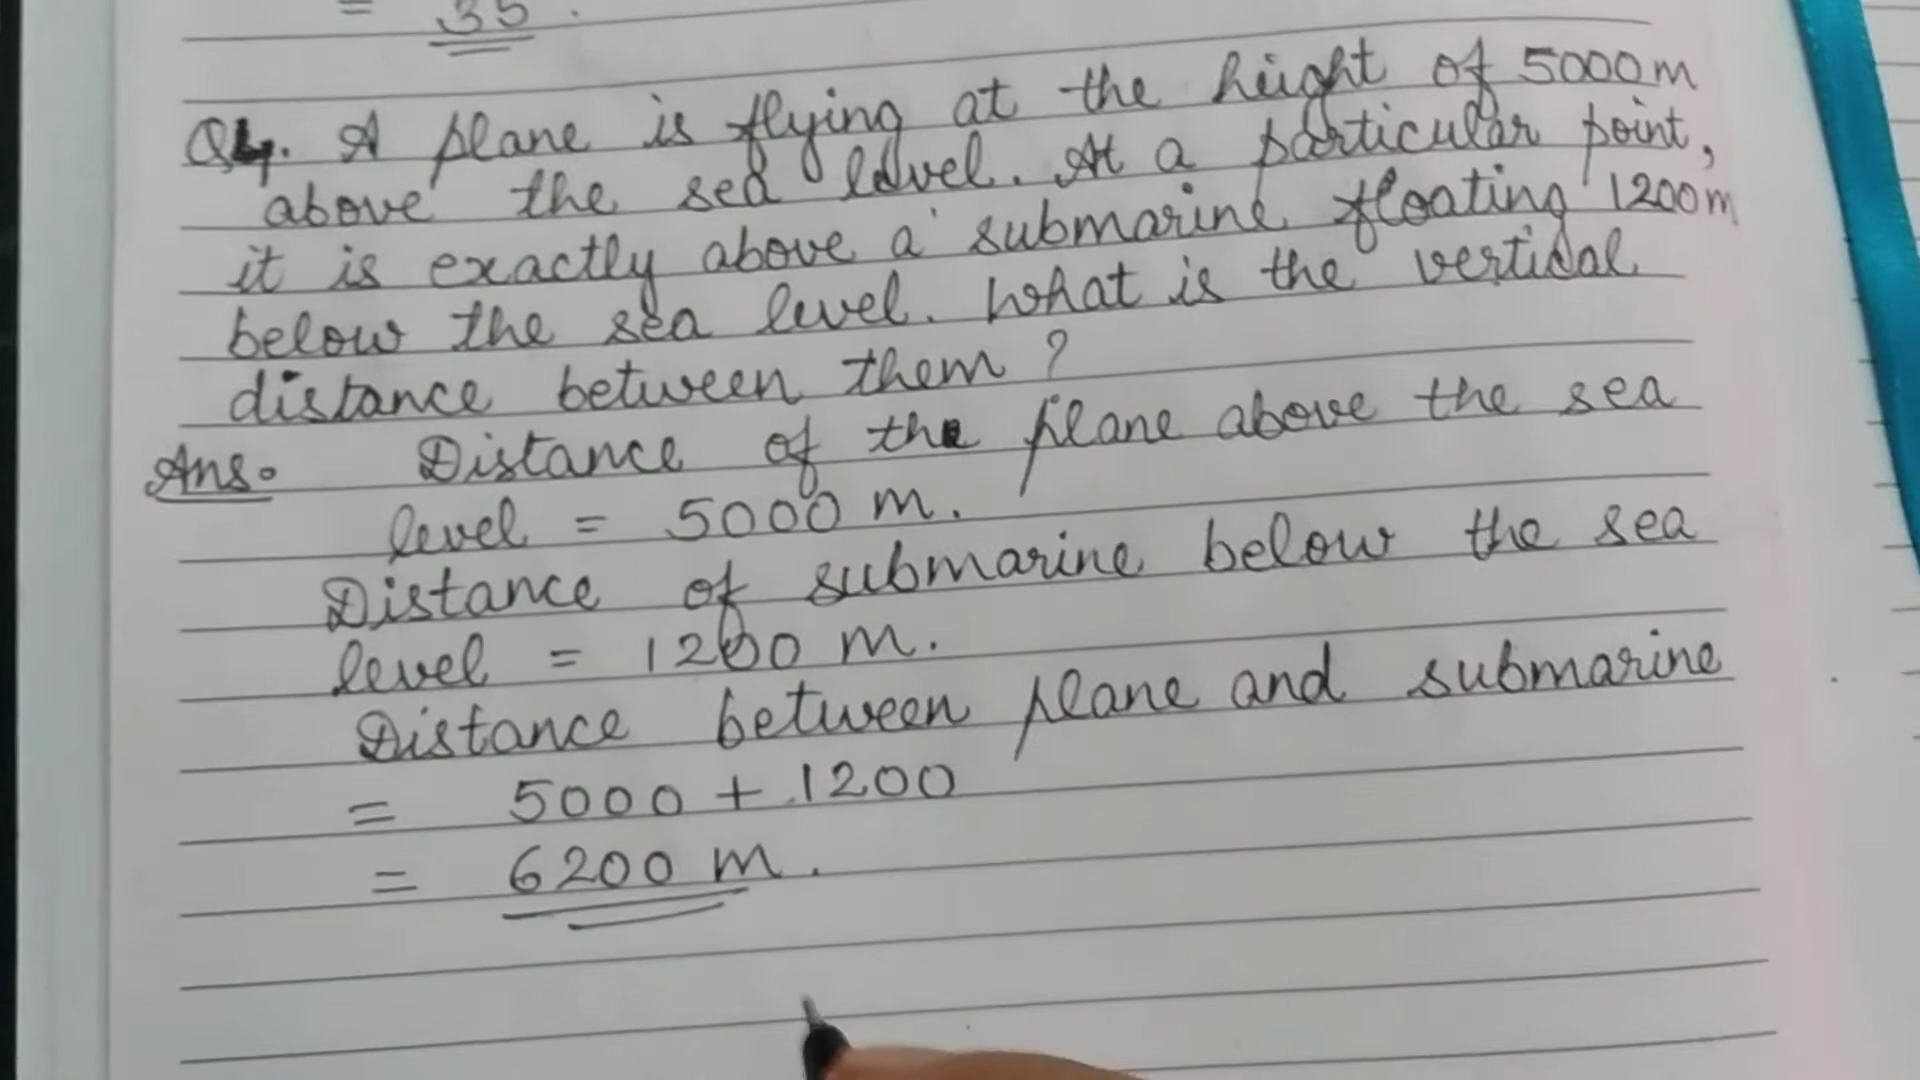 = 35.
Q4. A plane is flying at the height of 5000m
above the sea level. At a particular point,
it is exactly above a submarine floating 1200m
below the sea level. What is the vertical
distance between them?
Ans. Distance of the plane above the sea
level = 5000 m.
Distance of submarine below the sea
level = 1200 m.
Distance between plane and submarine
= 5000 + 1200
= 6200 m.